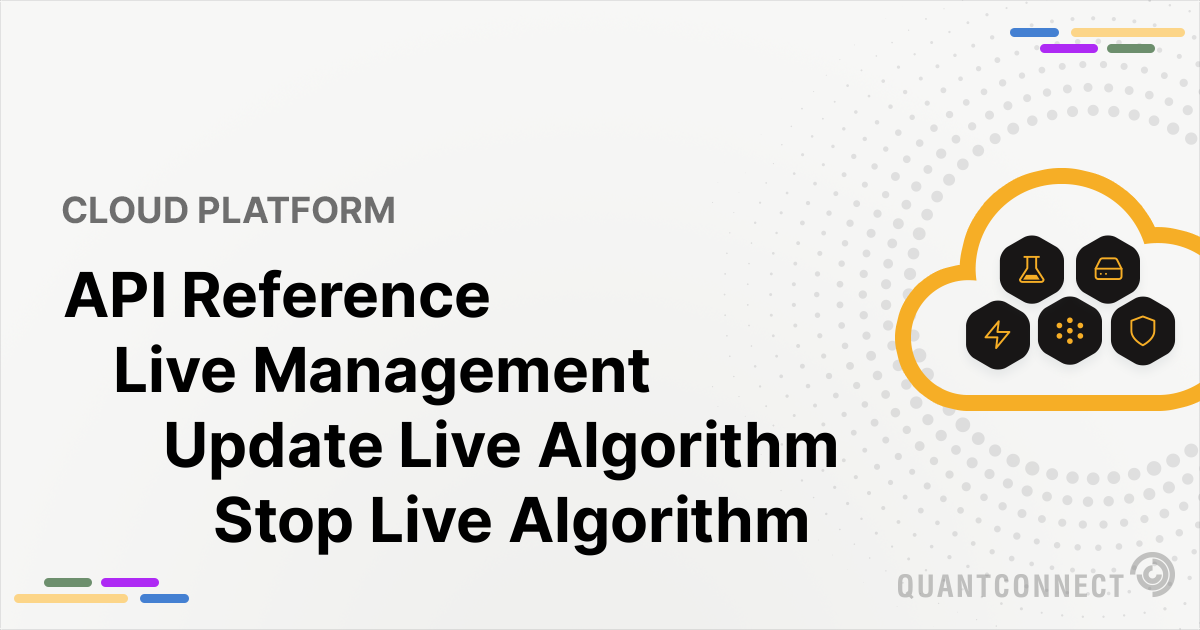 CLOUD PLATFORM
API Reference
Live Management
Update Live Algorithm
Stop Live Algorithm
QUANTCONNECT